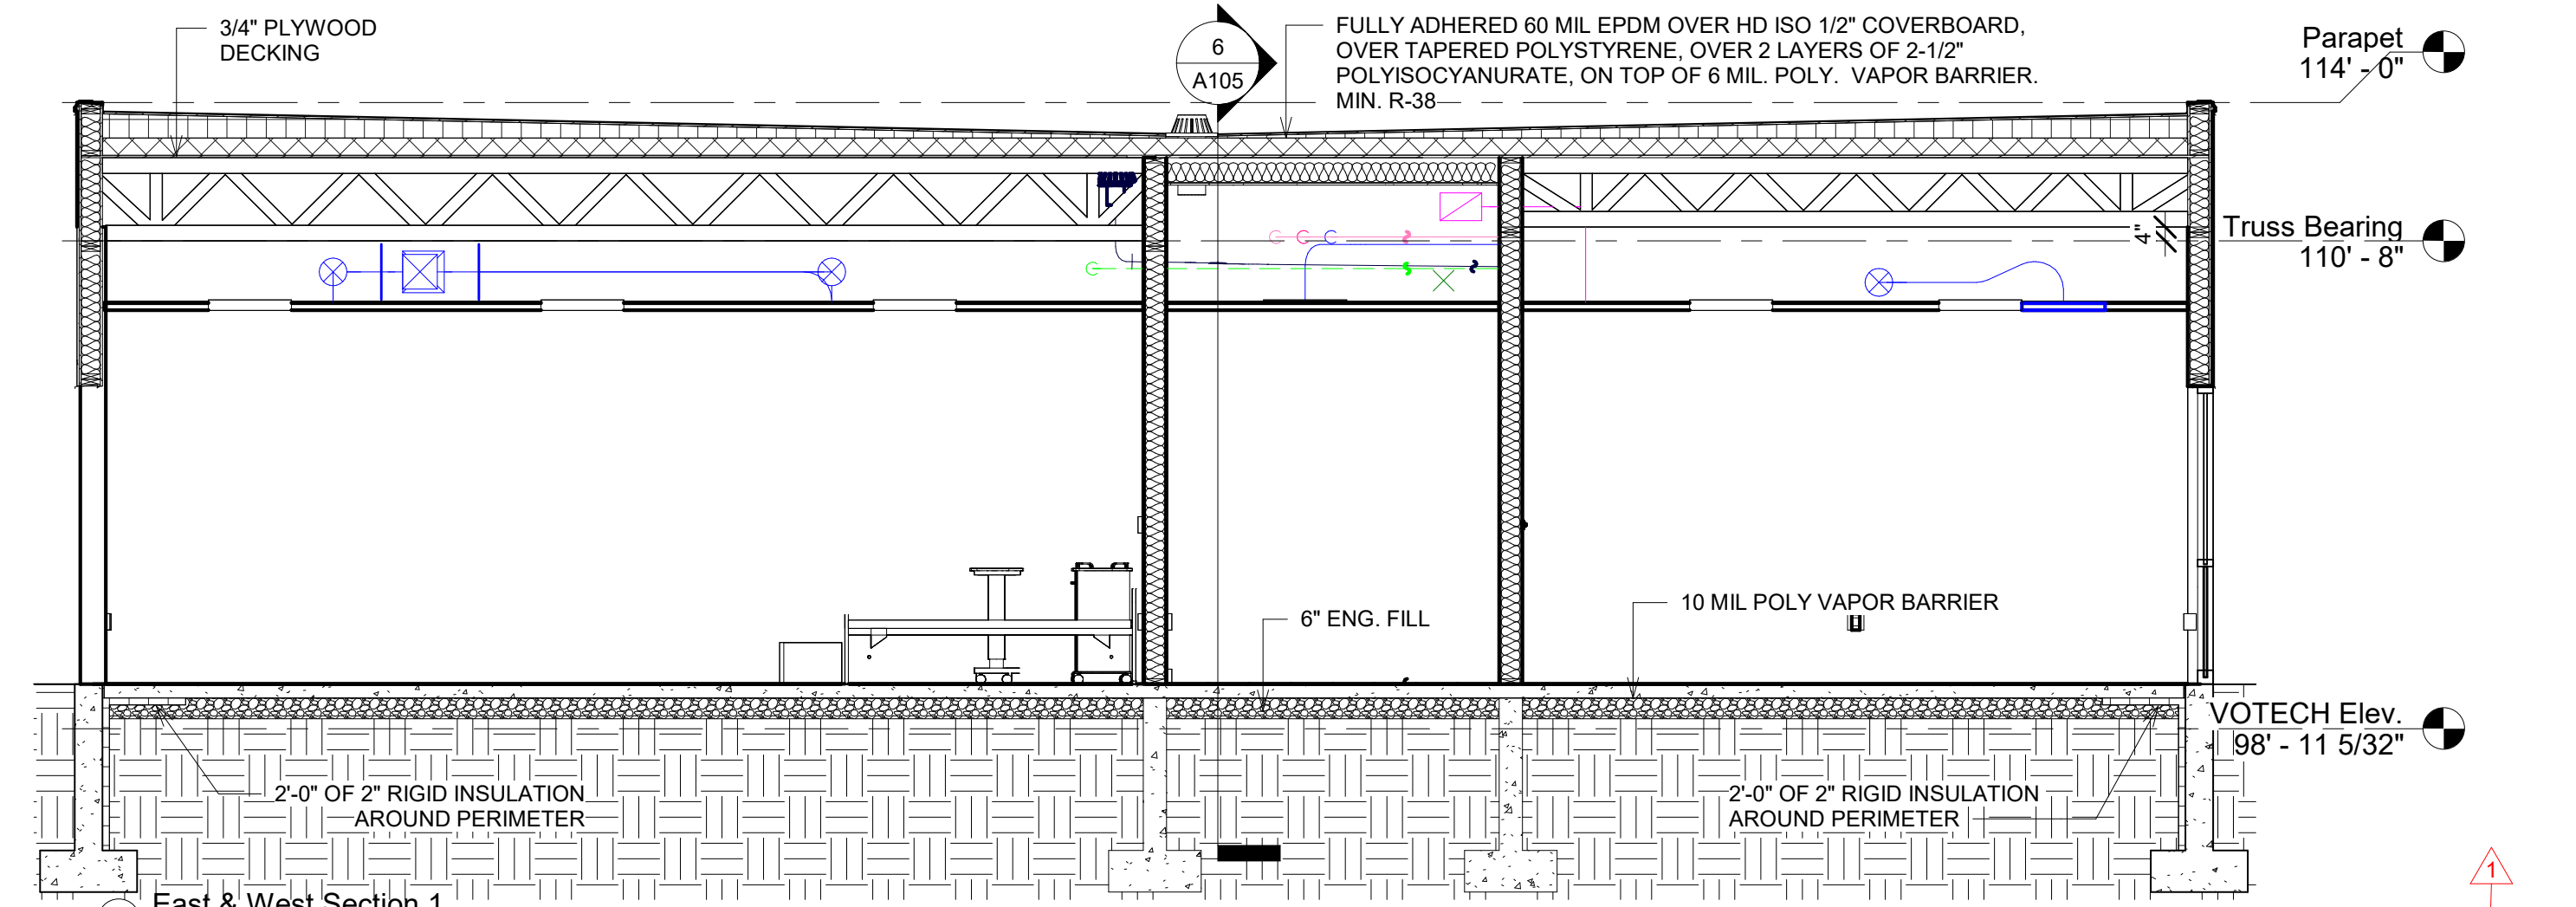 3/4" PLYWOOD
DECKING
6
A105
FULLY ADHERED 60 MIL EPDM OVER HD ISO 1/2" COVERBOARD,
OVER TAPERED POLYSTYRENE, OVER 2 LAYERS OF 2-1/2"
POLYISOCYANURATE, ON TOP OF 6 MIL. POLY. VAPOR BARRIER.
MIN. R-38
Parapet
114' - 0"
Truss Bearing
110' - 8"
4"
6" ENG. FILL
10 MIL POLY VAPOR BARRIER
VOTECH Elev.
98' - 11 5/32"
2'-0" OF 2" RIGID INSULATION
AROUND PERIMETER
2'-0" OF 2" RIGID INSULATION
AROUND PERIMETER
1
East & West Section 1